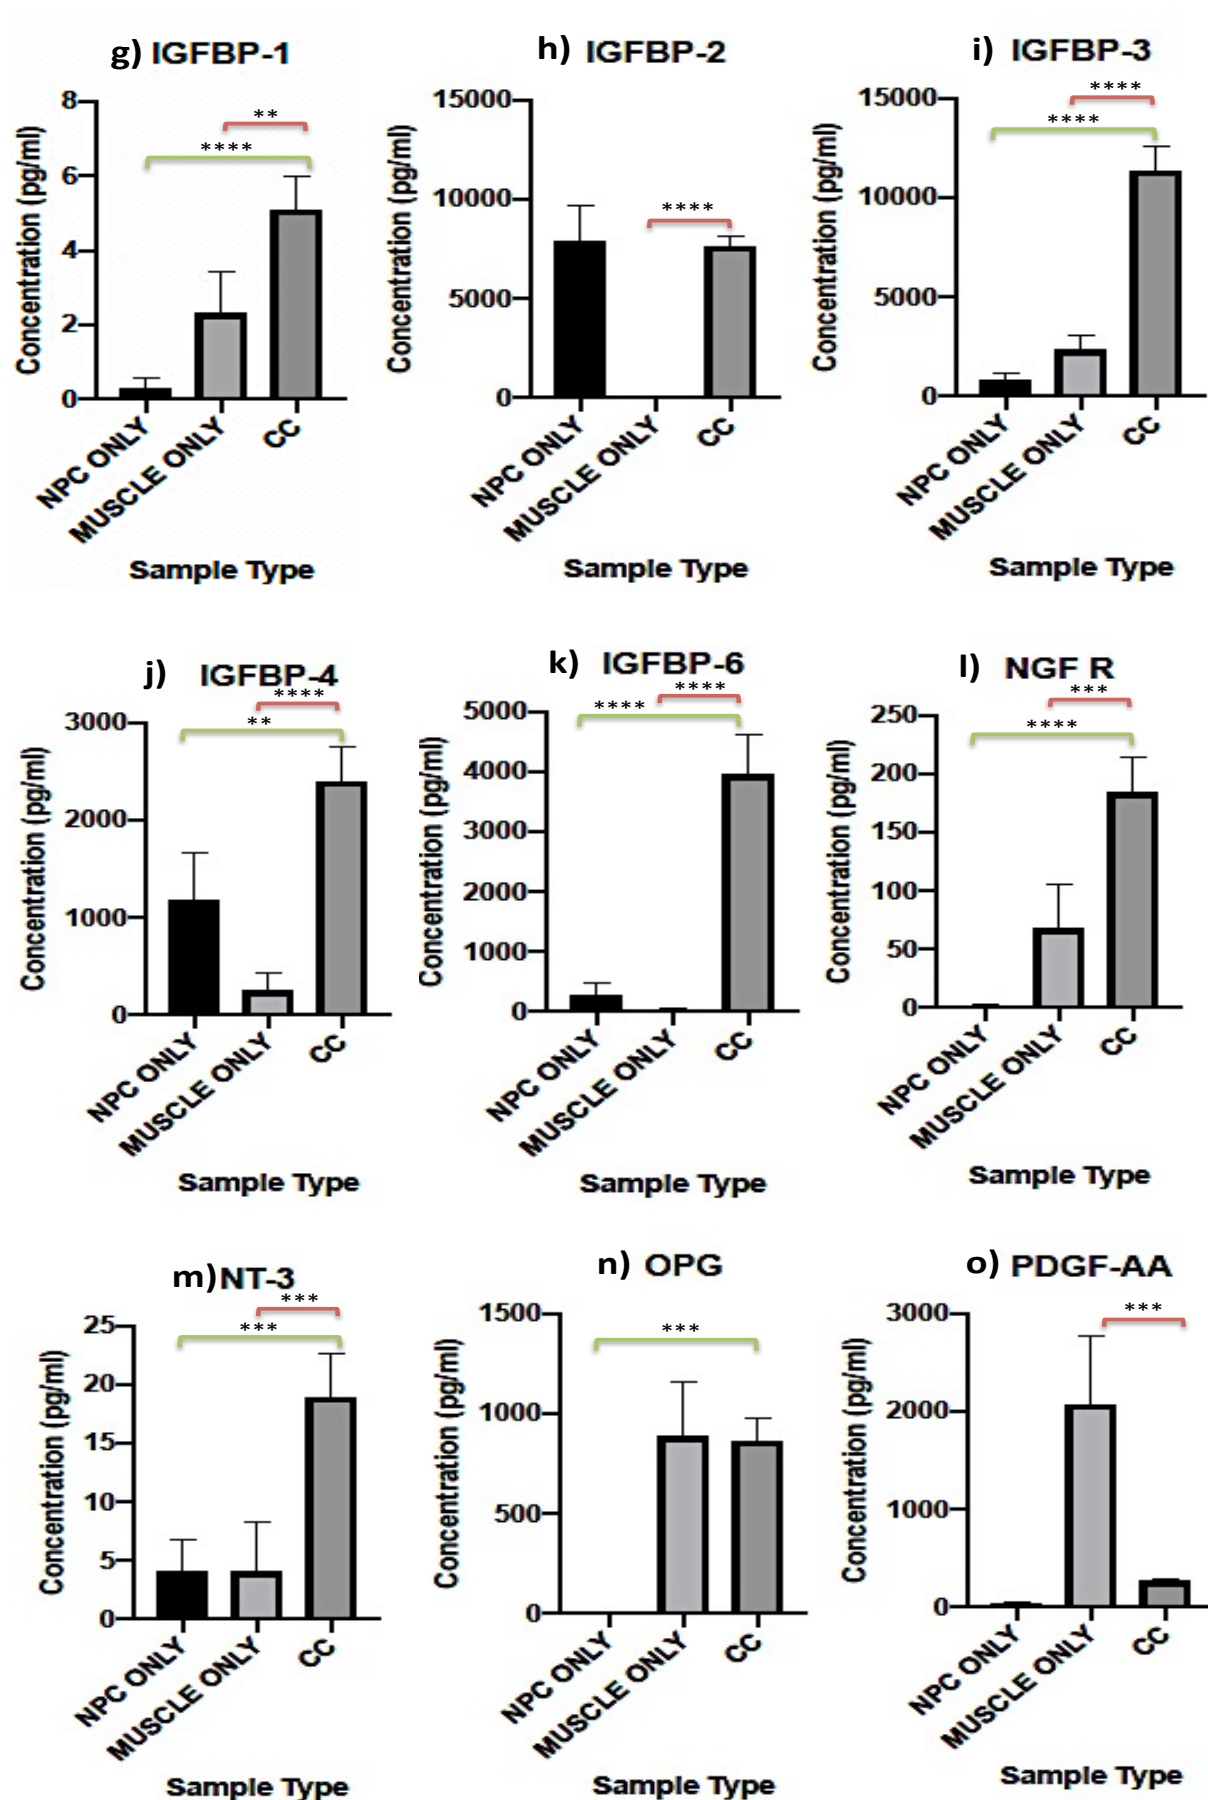 g) IGFBP-1
Concentration (pg/ml)
8
6
4
2
0
**
****
NPC ONLY
MUSCLE ONLY
CC
Sample Type
h) IGFBP-2
Concentration (pg/ml)
15000
10000
5000
0
****
NPC ONLY
MUSCLE ONLY
CC
Sample Type
i) IGFBP-3
Concentration (pg/ml)
15000
10000
5000
0
****
****
NPC ONLY
MUSCLE ONLY
CC
Sample Type
j) IGFBP-4
Concentration (pg/ml)
3000
2000
1000
0
****
**
NPC ONLY
MUSCLE ONLY
CC
Sample Type
k) IGFBP-6
Concentration (pg/ml)
5000
4000
3000
2000
1000
0
****
****
NPC ONLY
MUSCLE ONLY
CC
Sample Type
l) NGF R
Concentration (pg/ml)
250
200
150
100
50
0
***
****
NPC ONLY
MUSCLE ONLY
CC
Sample Type
m) NT-3
Concentration (pg/ml)
25
20
15
10
5
0
***
***
NPC ONLY
MUSCLE ONLY
CC
Sample Type
n) OPG
Concentration (pg/ml)
1500
1000
500
0
***
NPC ONLY
MUSCLE ONLY
CC
Sample Type
o) PDGF-AA
Concentration (pg/ml)
3000
2000
1000
0
***
NPC ONLY
MUSCLE ONLY
CC
Sample Type